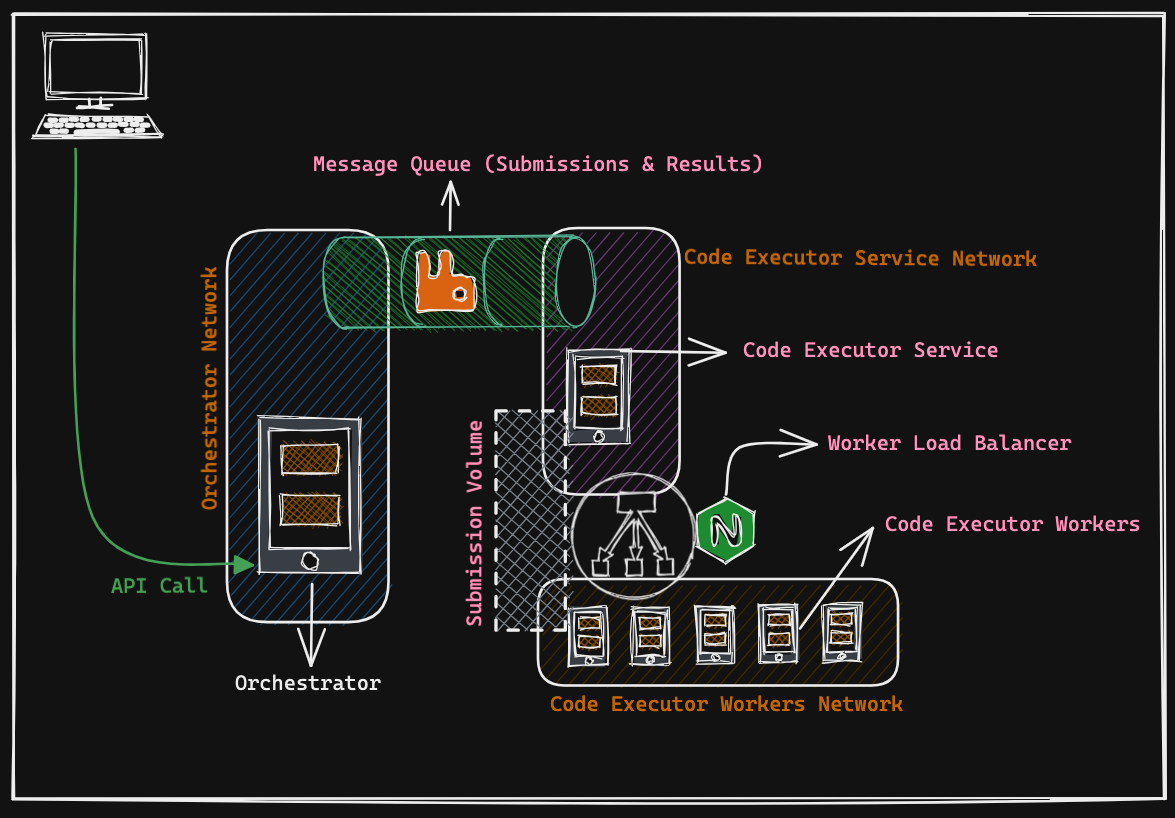 Message Queue (Submissions & Results)
Code Executor Service Network
Orchestrator Network
Code Executor Service
Submission Volume
Worker Load Balancer
N
Code Executor Workers
API Call
Orchestrator
Code Executor Workers Network